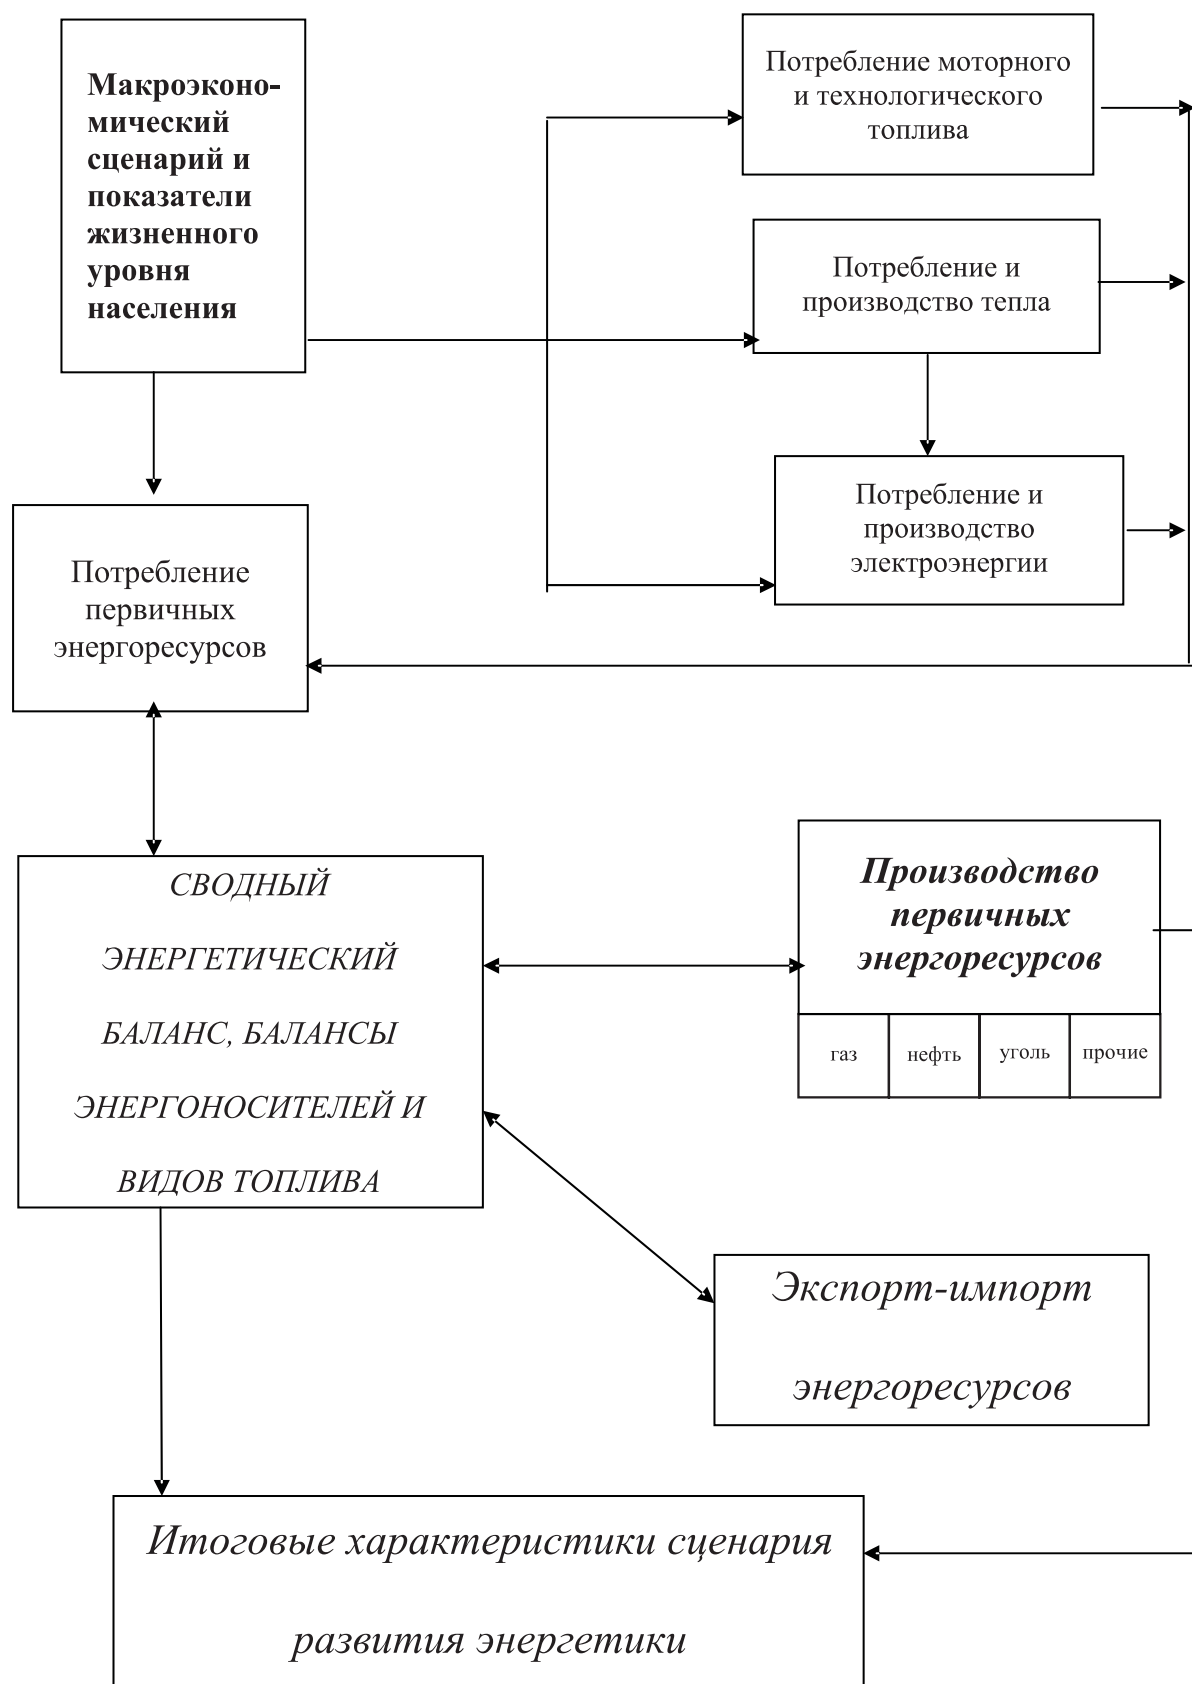 Макроэконо-
мический
сценарий и
показатели
жизненного
уровня
населения
Потребление моторного
и технологического
топлива
Потребление и
производство тепла
Потребление и
производство
электроэнергии
Потребление
первичных
энергоресурсов
СВОДНЫЙ
ЭНЕРГЕТИЧЕСКИЙ
БАЛАНС, БАЛАНСЫ
ЭНЕРГОНОСИТЕЛЕЙ И
ВИДОВ ТОПЛИВА
Производство
первичных
энергоресурсов
газ
нефть
уголь
прочие
Экспорт-импорт
энергоресурсов
Итоговые характеристики сценария
развития энергетики